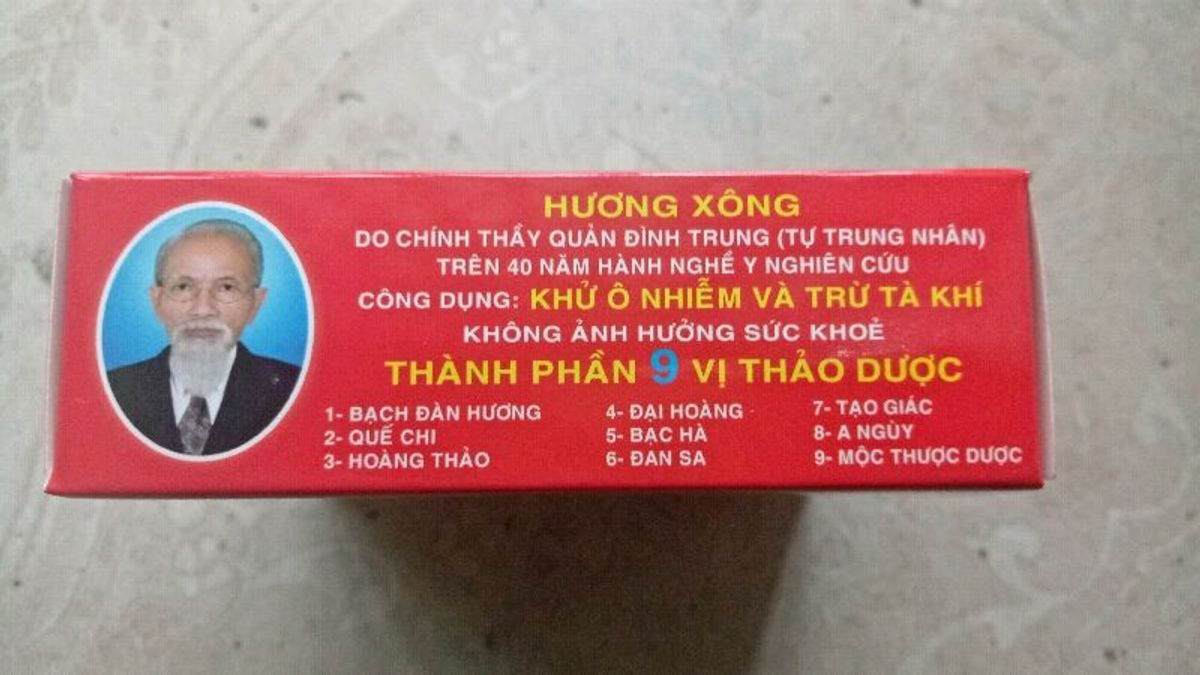 HƯƠNG XÔNG
DO CHÍNH THẦY QUẢN ĐÌNH TRUNG (TỰ TRUNG NHÂN)
TRÊN 40 NĂM HÀNH NGHỀ Y NGHIÊN CỨU
CÔNG DỤNG: KHỬ Ô NHIỄM VÀ TRỪ TÀ KHÍ
KHÔNG ẢNH HƯỞNG SỨC KHOẺ
THÀNH PHẦN 9 VỊ THẢO DƯỢC
1- BẠCH ĐÀN HƯƠNG
2- QUẾ CHI
3- HOÀNG THẢO
4- ĐẠI HOÀNG
5- BẠC HÀ
6- ĐAN SA
7- TẠO GIÁC
8- A NGÙY
9- MỘC THƯỢC DƯỢC